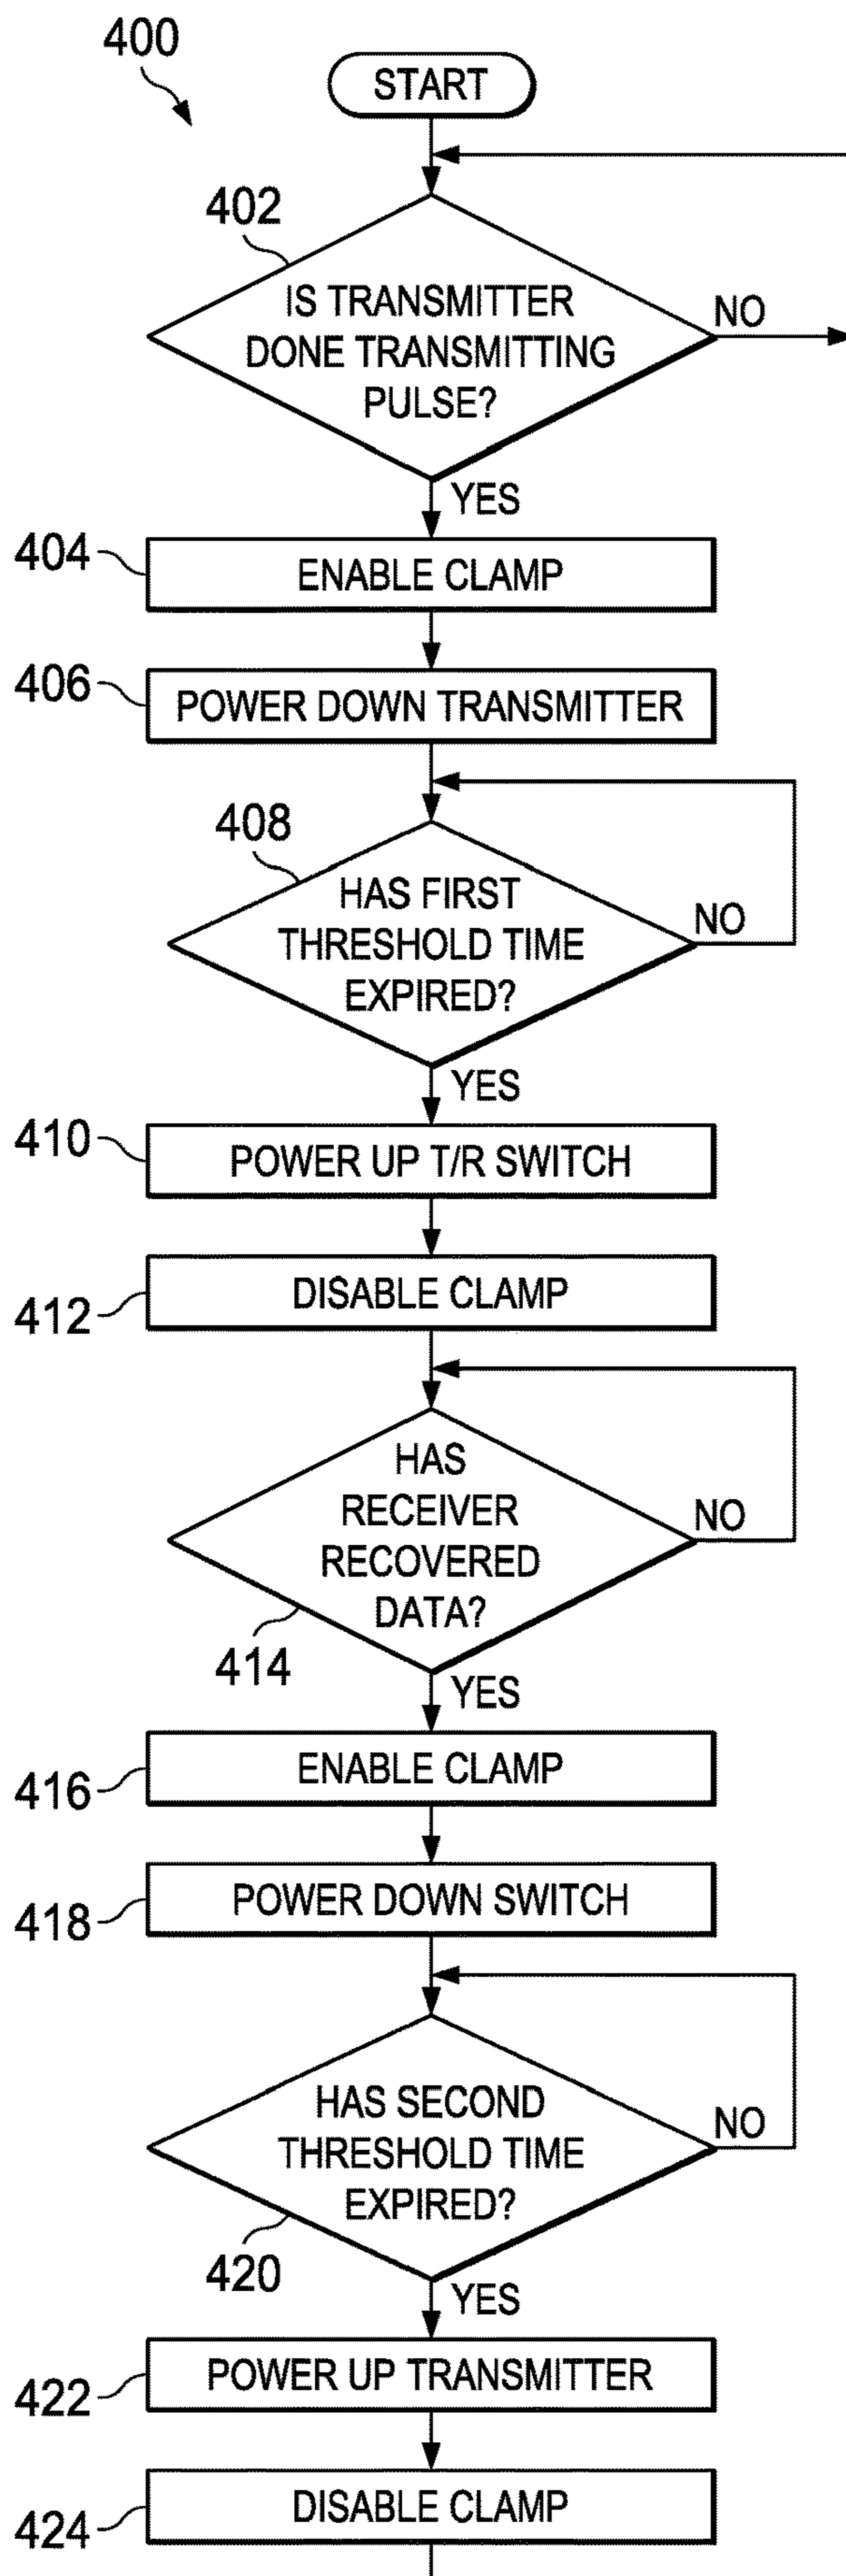 400
START
402
IS TRANSMITTER
DONE TRANSMITTING
PULSE?
NO
YES
404
ENABLE CLAMP
406
POWER DOWN TRANSMITTER
408
HAS FIRST
THRESHOLD TIME
EXPIRED?
NO
YES
410
POWER UP T/R SWITCH
412
DISABLE CLAMP
HAS
RECEIVER
RECOVERED
DATA?
NO
414
YES
416
ENABLE CLAMP
418
POWER DOWN SWITCH
HAS SECOND
THRESHOLD TIME
EXPIRED?
NO
420
YES
422
POWER UP TRANSMITTER
424
DISABLE CLAMP